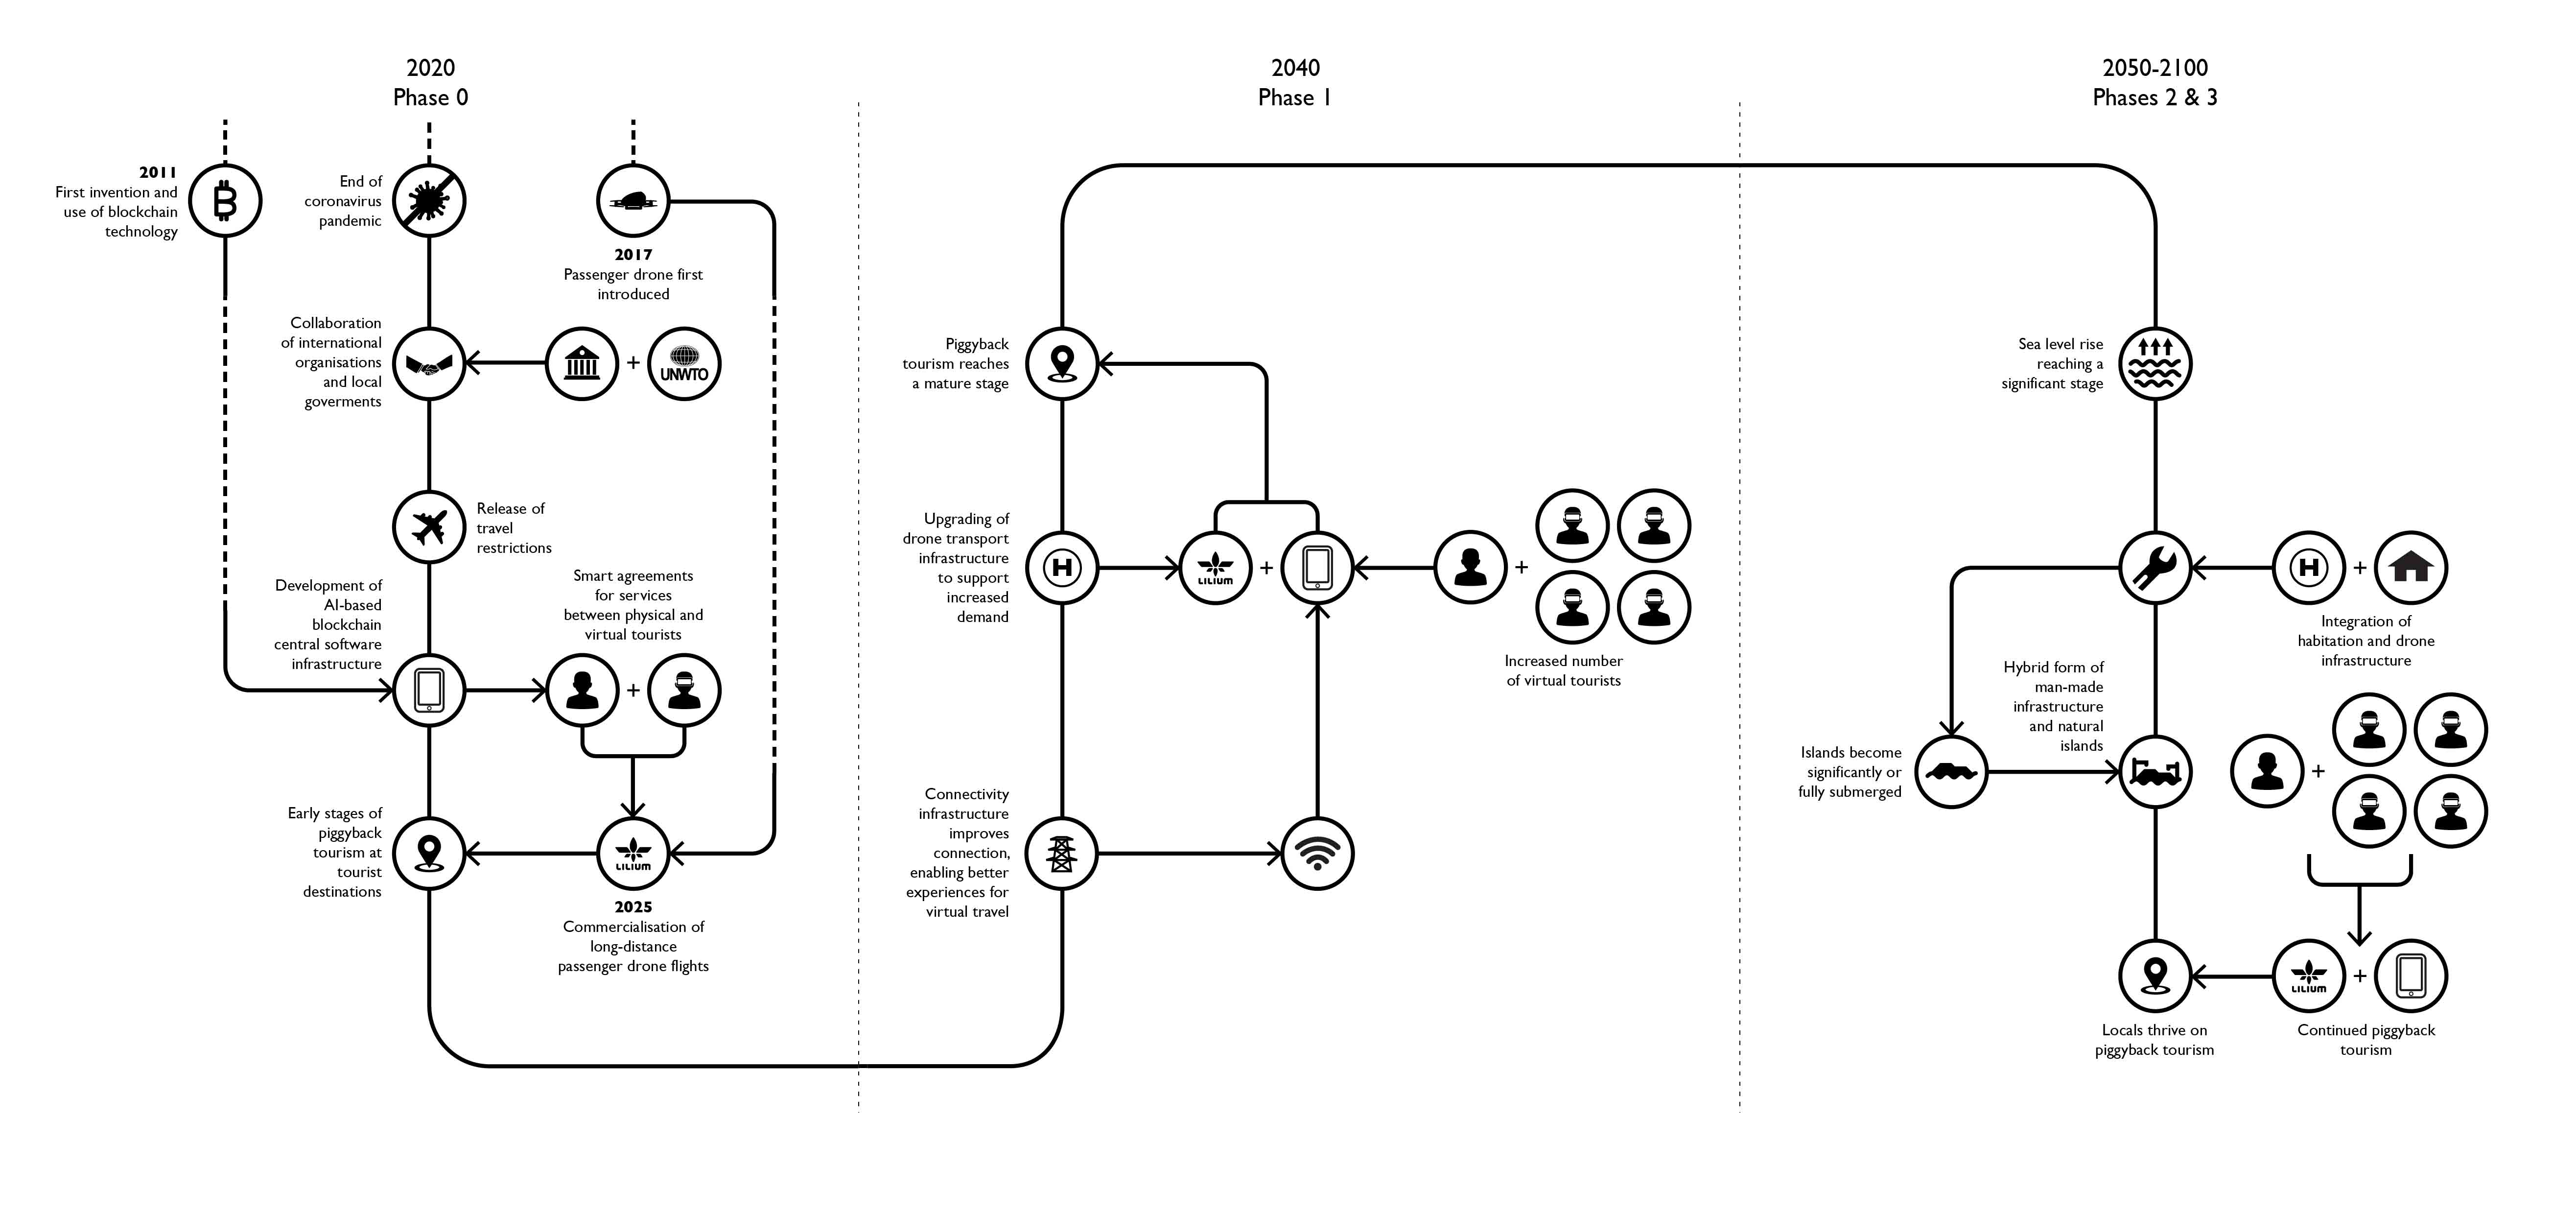 2020
Phase 0
2040
Phase 1
2050-2100
Phases 2 & 3
2011
First invention and
use of blockchain
technology
End of
coronavirus
pandemic
2017
Passenger drone first
introduced
Collaboration
of international
organisations
and local
goverments
UNWTO
Release of
travel
restrictions
Development of
AI-based
blockchain
central software
infrastructure
Smart agreements
for services
between physical and
virtual tourists
+
+
Early stages of
piggyback
tourism at
tourist
destinations
LILIUM
2025
Commercialisation of
long-distance
passenger drone flights
Piggyback
tourism reaches
a mature stage
Upgrading of
drone transport
infrastructure
to support
increased
demand
H
LILIUM
+
+
Increased number
of virtual tourists
Connectivity
infrastructure
improves
connection,
enabling better
experiences for
virtual travel
Sea level rise
reaching a
significant stage
H
+
Integration of
habitation and drone
infrastructure
Hybrid form of
man-made
infrastructure
and natural
islands
Islands become
significantly or
fully submerged
+
LILIUM
+
Locals thrive on
piggyback tourism
Continued piggyback
tourism